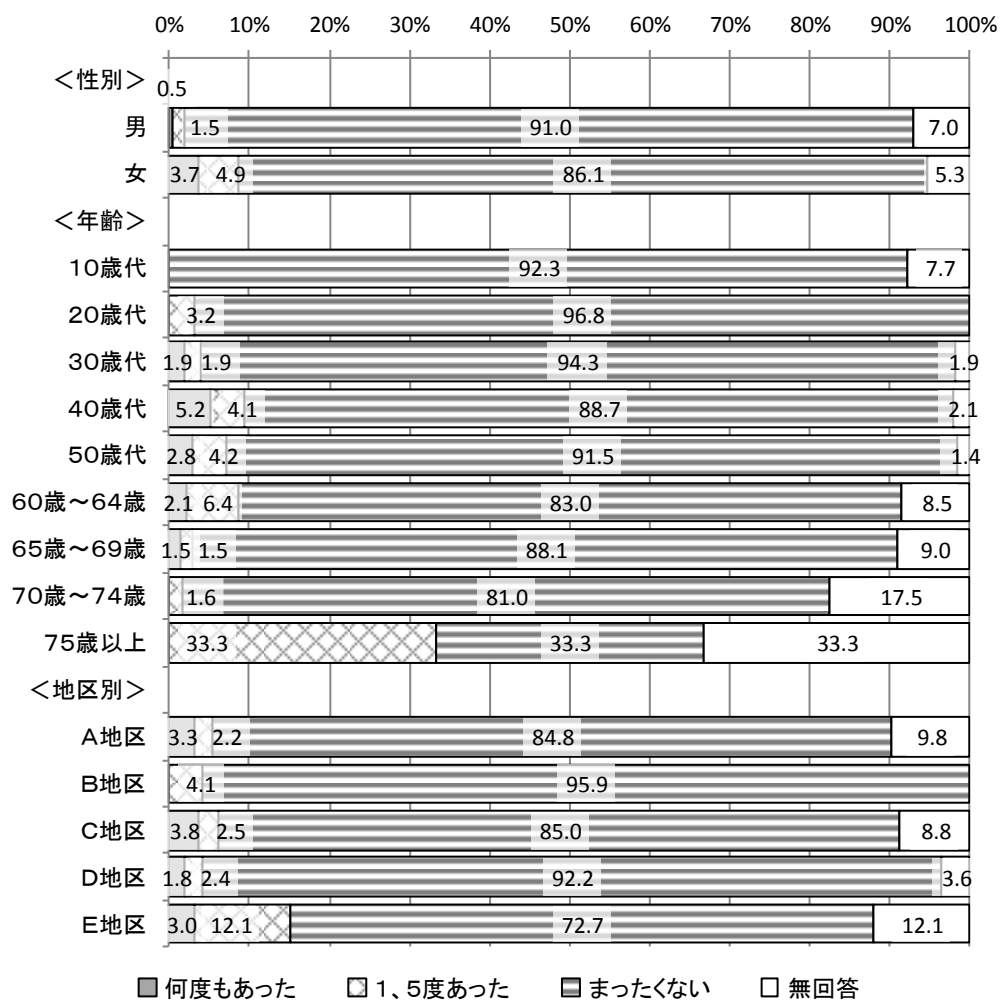 0% 10% 20% 30% 40% 50% 60% 70% 80% 90% 100%
＜性別＞ 0.5
男 1.5 91.0 7.0
女 3.7 4.9 86.1 5.3
＜年齢＞
１０歳代 92.3 7.7
２０歳代 3.2 96.8
３０歳代 1.9 1.9 94.3 1.9
４０歳代 5.2 4.1 88.7 2.1
５０歳代 2.8 4.2 91.5 1.4
６０歳～６４歳 2.1 6.4 83.0 8.5
６５歳～６９歳 1.5 1.5 88.1 9.0
７０歳～７４歳 1.6 81.0 17.5
７５歳以上 33.3 33.3 33.3
＜地区別＞
Ａ地区 3.3 2.2 84.8 9.8
Ｂ地区 4.1 95.9
Ｃ地区 3.8 2.5 85.0 8.8
Ｄ地区 1.8 2.4 92.2 3.6
Ｅ地区 3.0 12.1 72.7 12.1
何度もあった １、５度あった まったくない 無回答